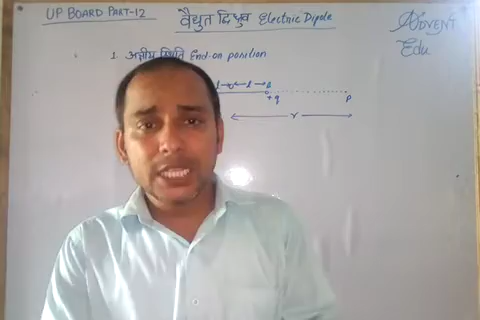 UP BOARD PART-12
वैद्युत द्विध्रुव Electric Dipole
ADVENT
Edu
1. अक्षीय स्थिति End-on position
l l
+q P
r